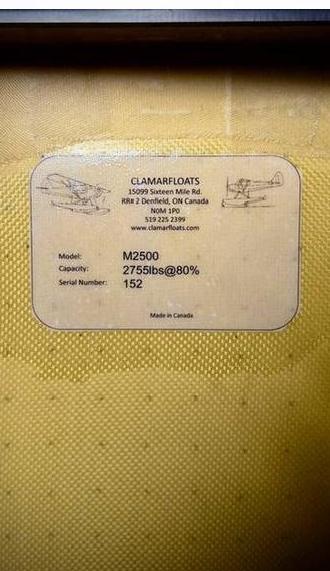 CLAMARFLOATS
15099 Sixteen Mile Rd.
RR# 2 Denfield, ON Canada
N0M 1P0
519 225 2399
www.clamarfloats.com
Model: M2500
Capacity: 2755lbs@80%
Serial Number: 152
Made in Canada